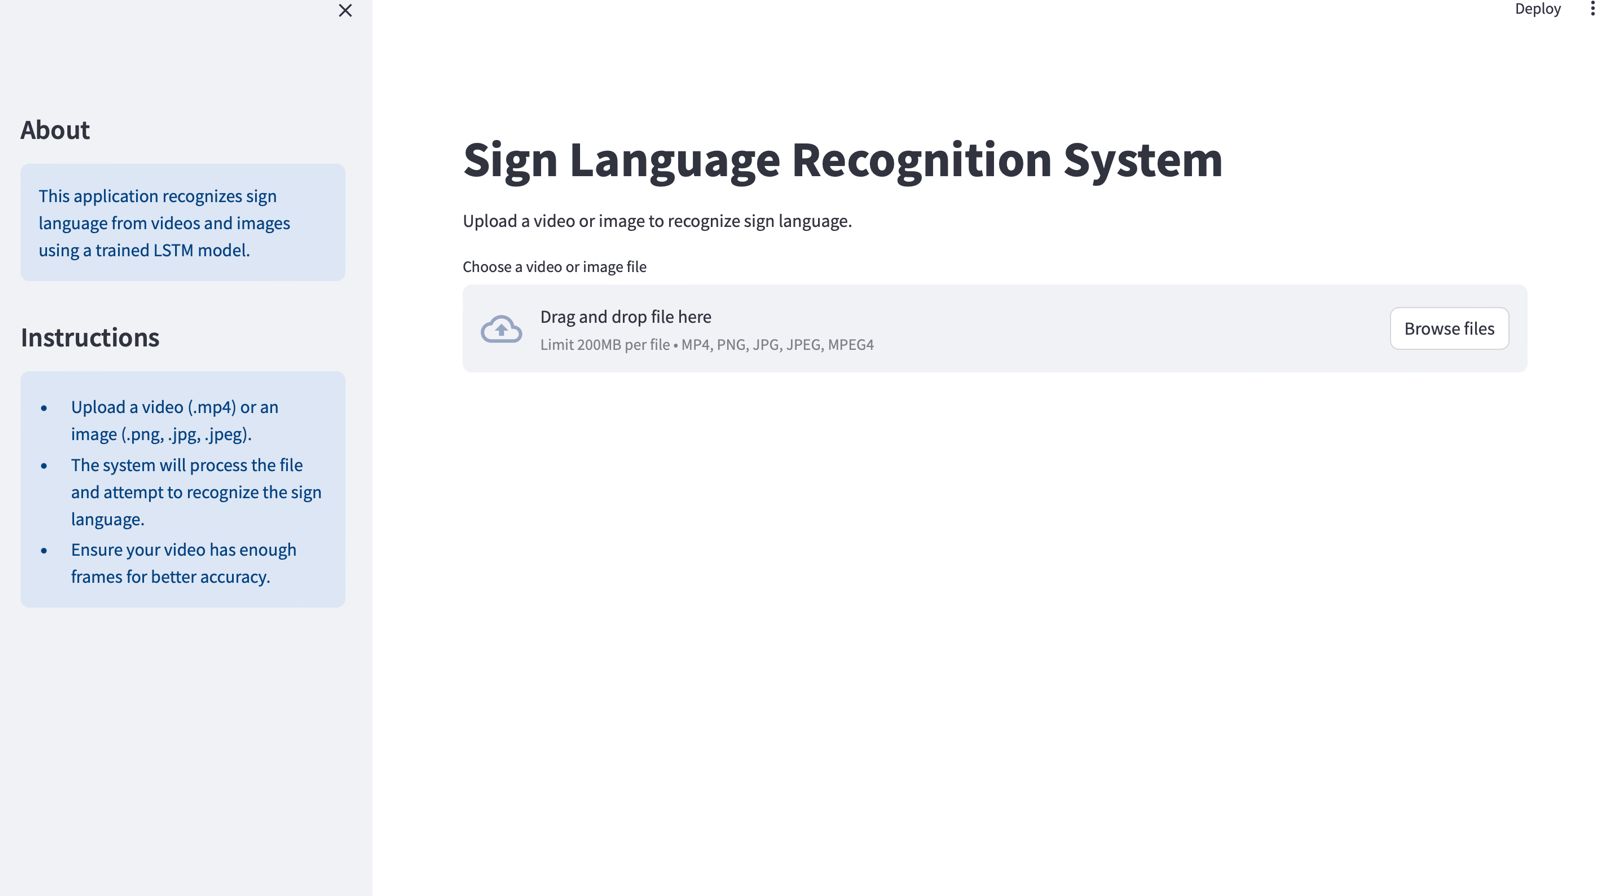 About
This application recognizes sign
language from videos and images
using a trained LSTM model.
Instructions
• Upload a video (.mp4) or an
image (.png, .jpg, .jpeg).
• The system will process the file
and attempt to recognize the sign
language.
• Ensure your video has enough
frames for better accuracy.
Deploy
Sign Language Recognition System
Upload a video or image to recognize sign language.
Choose a video or image file
Drag and drop file here
Limit 200MB per file • MP4, PNG, JPG, JPEG, MPEG4
Browse files